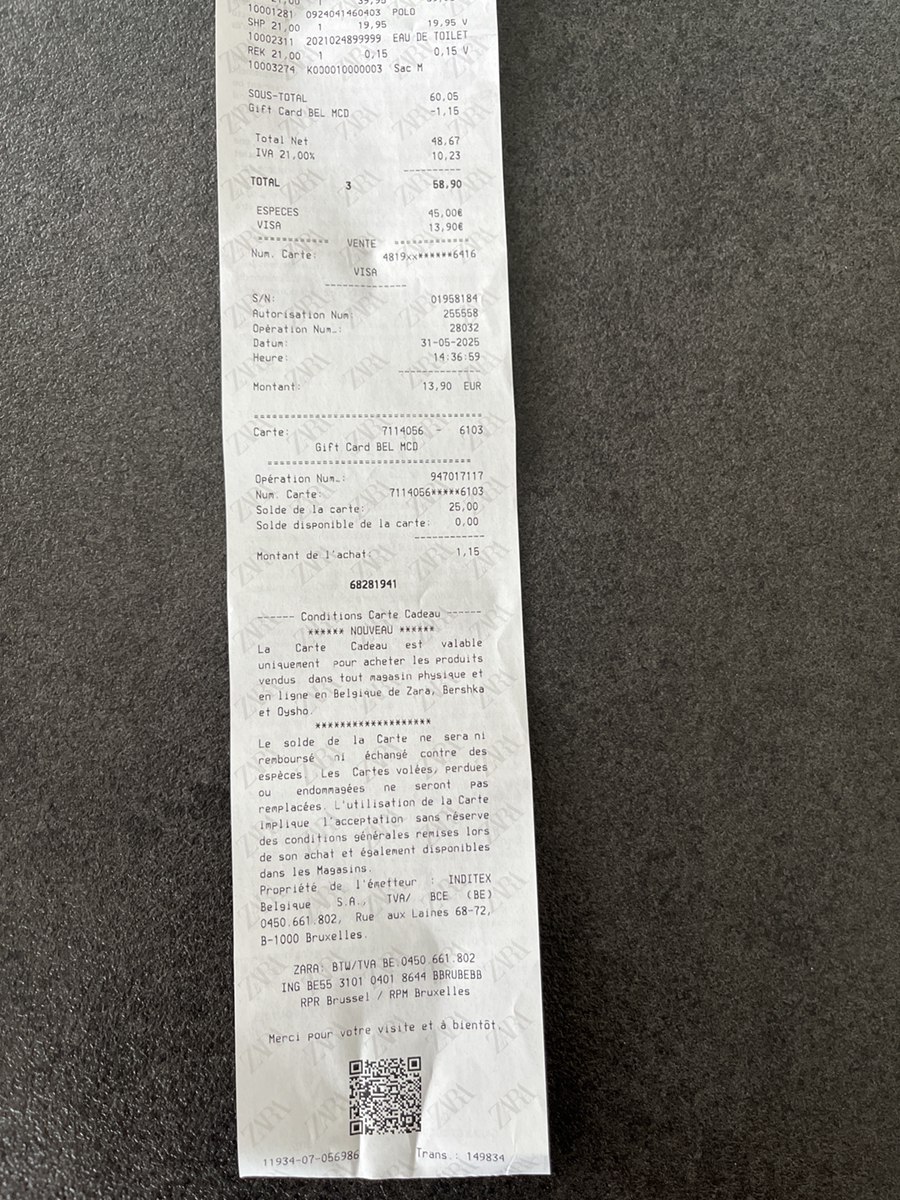 21,00 1 39,95
10001281 0924041460403 POLO
SHP 21,00 1 19,95 19,95 V
10002311 2021024899999 EAU DE TOILET
REK 21,00 1 0,15 0,15 V
10003274 K000010000003 Sac M
SOUS-TOTAL 60,05
Gift Card BEL MCD -1,15
Total Net 48,67
IVA 21,00% 10,23
------------
TOTAL 3 58,90
ESPECES 45,00€
VISA 13,90€
=========== VENTE ============
Num. Carte: 4819xx******6416
VISA
------------
S/N: 01958184
Autorisation Num: 255558
Opération Num.: 28032
Datum: 31-05-2025
Heure: 14:36:59
------------
Montant: 13,90 EUR
===================================
Carte: 7114056 - 6103
Gift Card BEL MCD
===============================
Opération Num.: 947017117
Num. Carte: 7114056*****6103
Solde de la carte: 25,00
Solde disponible de la carte: 0,00
------------
Montant de l'achat: 1,15
68281941
------ Conditions Carte Cadeau ------
****** NOUVEAU ******
La Carte Cadeau est valable
uniquement pour acheter les produits
vendus dans tout magasin physique et
en ligne en Belgique de Zara, Bershka
et Oysho.
*******************
Le solde de la Carte ne sera ni
remboursé ni échangé contre des
espèces. Les Cartes volées, perdues
ou endommagées ne seront pas
remplacées. L'utilisation de la Carte
implique l'acceptation sans réserve
des conditions générales remises lors
de son achat et également disponibles
dans les Magasins.
Propriété de l'émetteur : INDITEX
Belgique S.A., TVA/ BCE (BE)
0450.661.802, Rue aux Laines 68-72,
B-1000 Bruxelles.
ZARA: BTW/TVA BE 0450.661.802
ING BE55 3101 0401 8644 BBRUBEBB
RPR Brussel / RPM Bruxelles
Merci pour votre visite et à bientôt.
11934-07-056986 Trans.: 149834